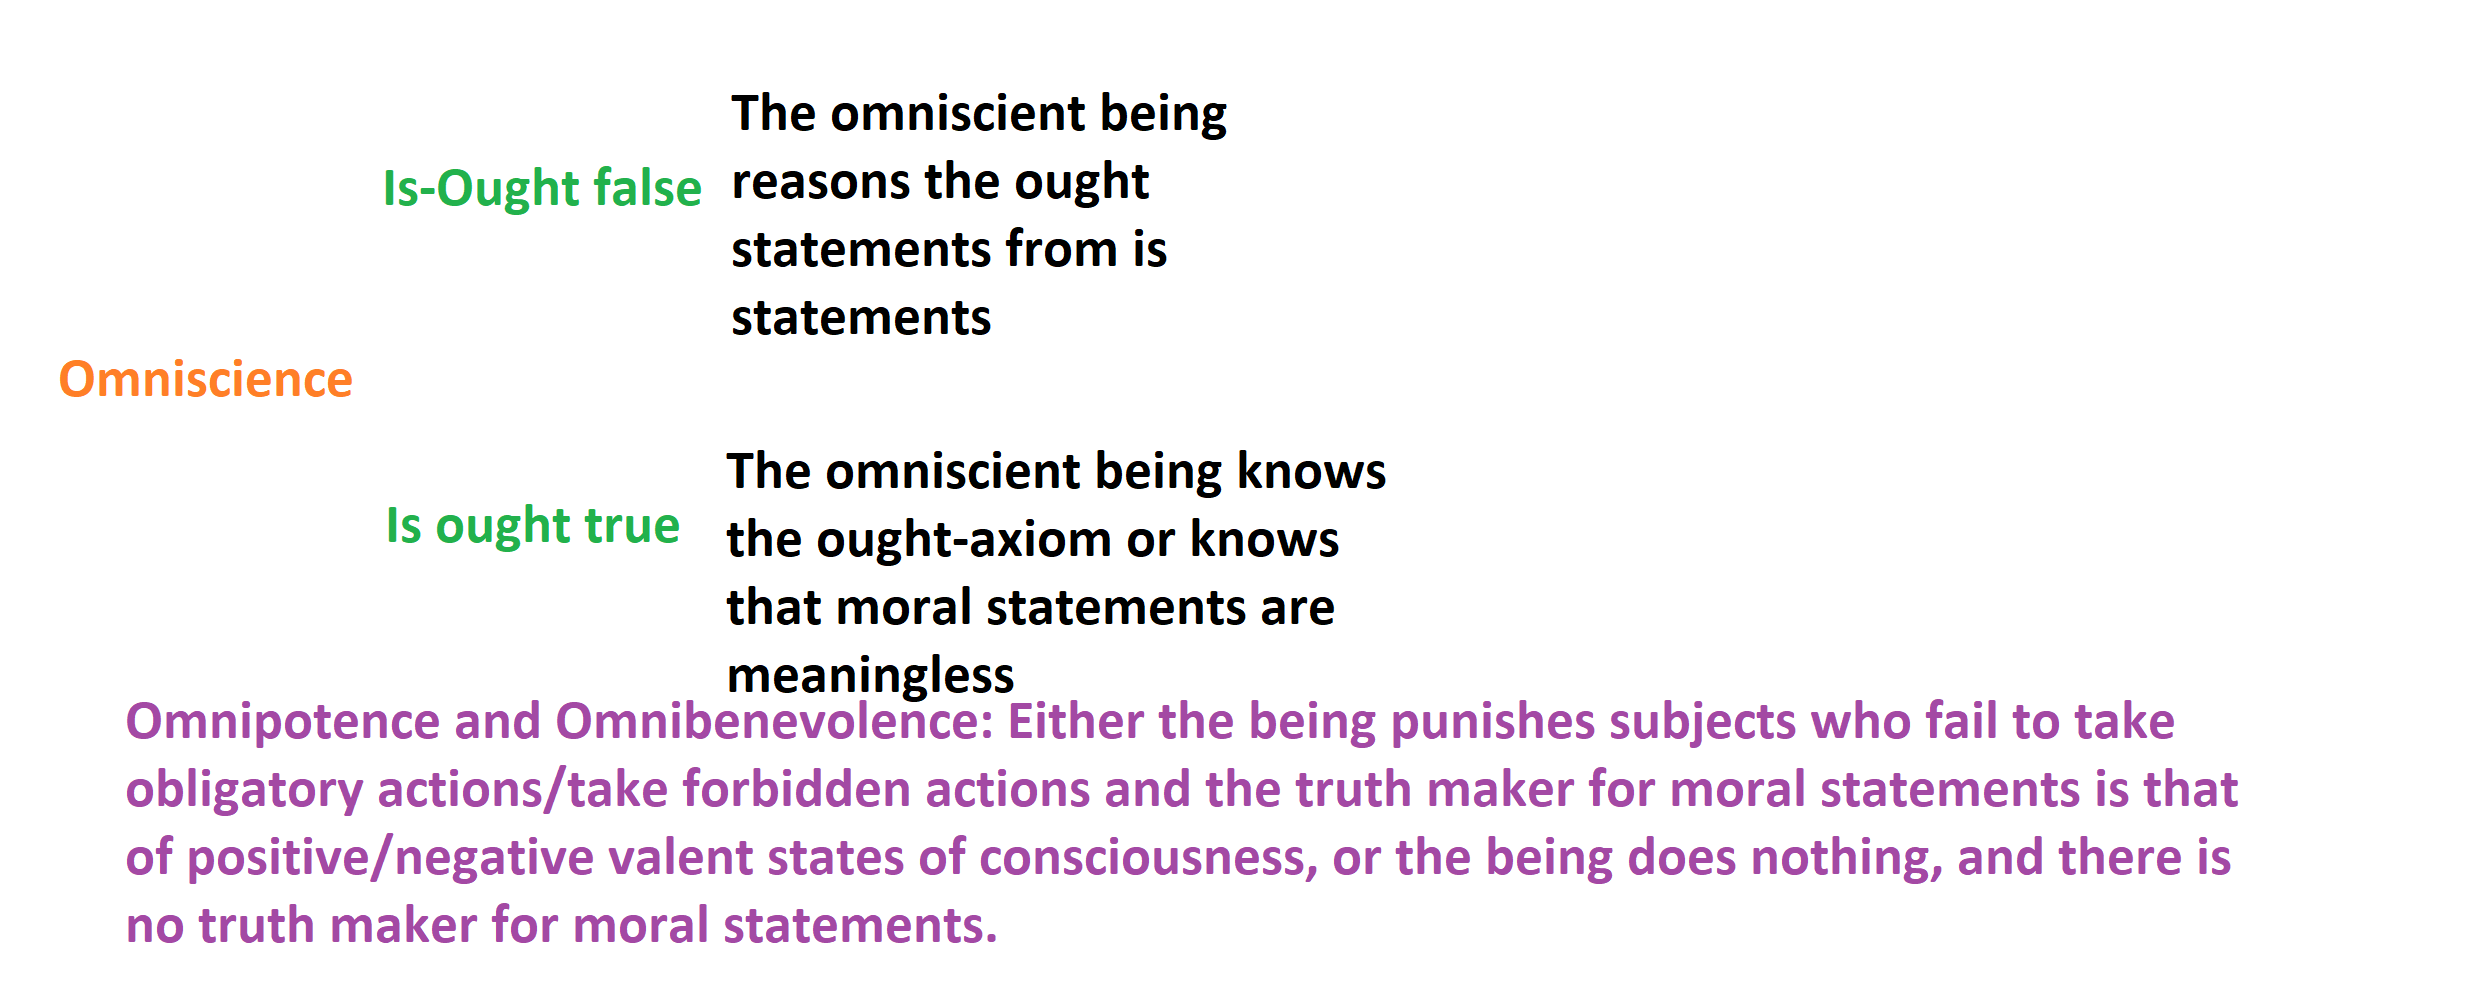 The omniscient being
Is-Ought false
reasons the ought
statements from is
statements
Omniscience
The omniscient being knows
Is ought true
the ought-axiom or knows
that moral statements are
meaningless
Omnipotence and Omnibenevolence: Either the being punishes subjects who fail to take
obligatory actions/take forbidden actions and the truth maker for moral statements is that
of positive/negative valent states of consciousness, or the being does nothing, and there is
no truth maker for moral statements.